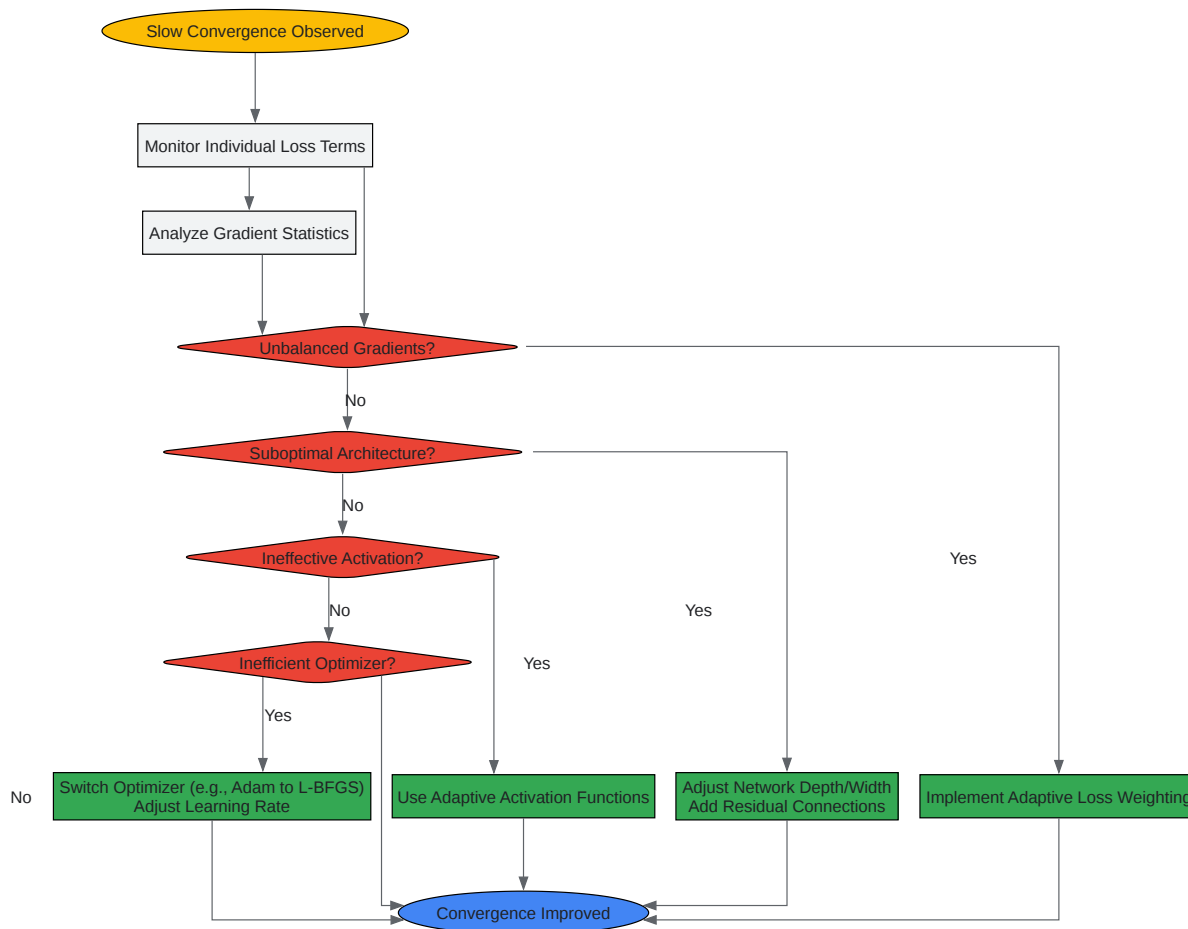 Slow Convergence Observed
Monitor Individual Loss Terms
Analyze Gradient Statistics
Unbalanced Gradients?
No
Suboptimal Architecture?
No
Ineffective Activation?
Yes
No
Yes
Inefficient Optimizer?
Yes
Yes
Switch Optimizer (e.g., Adam to L-BFGS)
Adjust Learning Rate
Use Adaptive Activation Functions
Adjust Network Depth/Width
Add Residual Connections
Implement Adaptive Loss Weighting
No
Convergence Improved